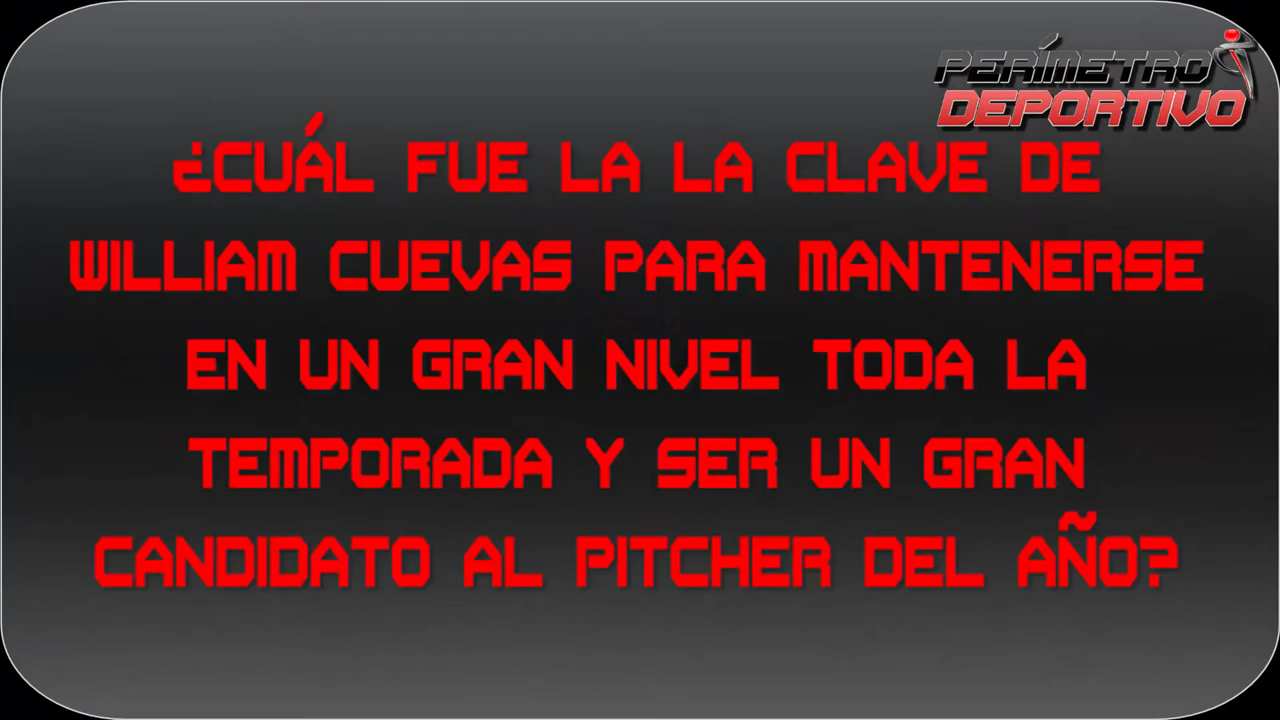 PERÍMETRO
DEPORTIVO
¿CUÁL FUE LA LA CLAVE DE
WILLIAM CUEVAS PARA MANTENERSE
EN UN GRAN NIVEL TODA LA
TEMPORADA Y SER UN GRAN
CANDIDATO AL PITCHER DEL AÑO?